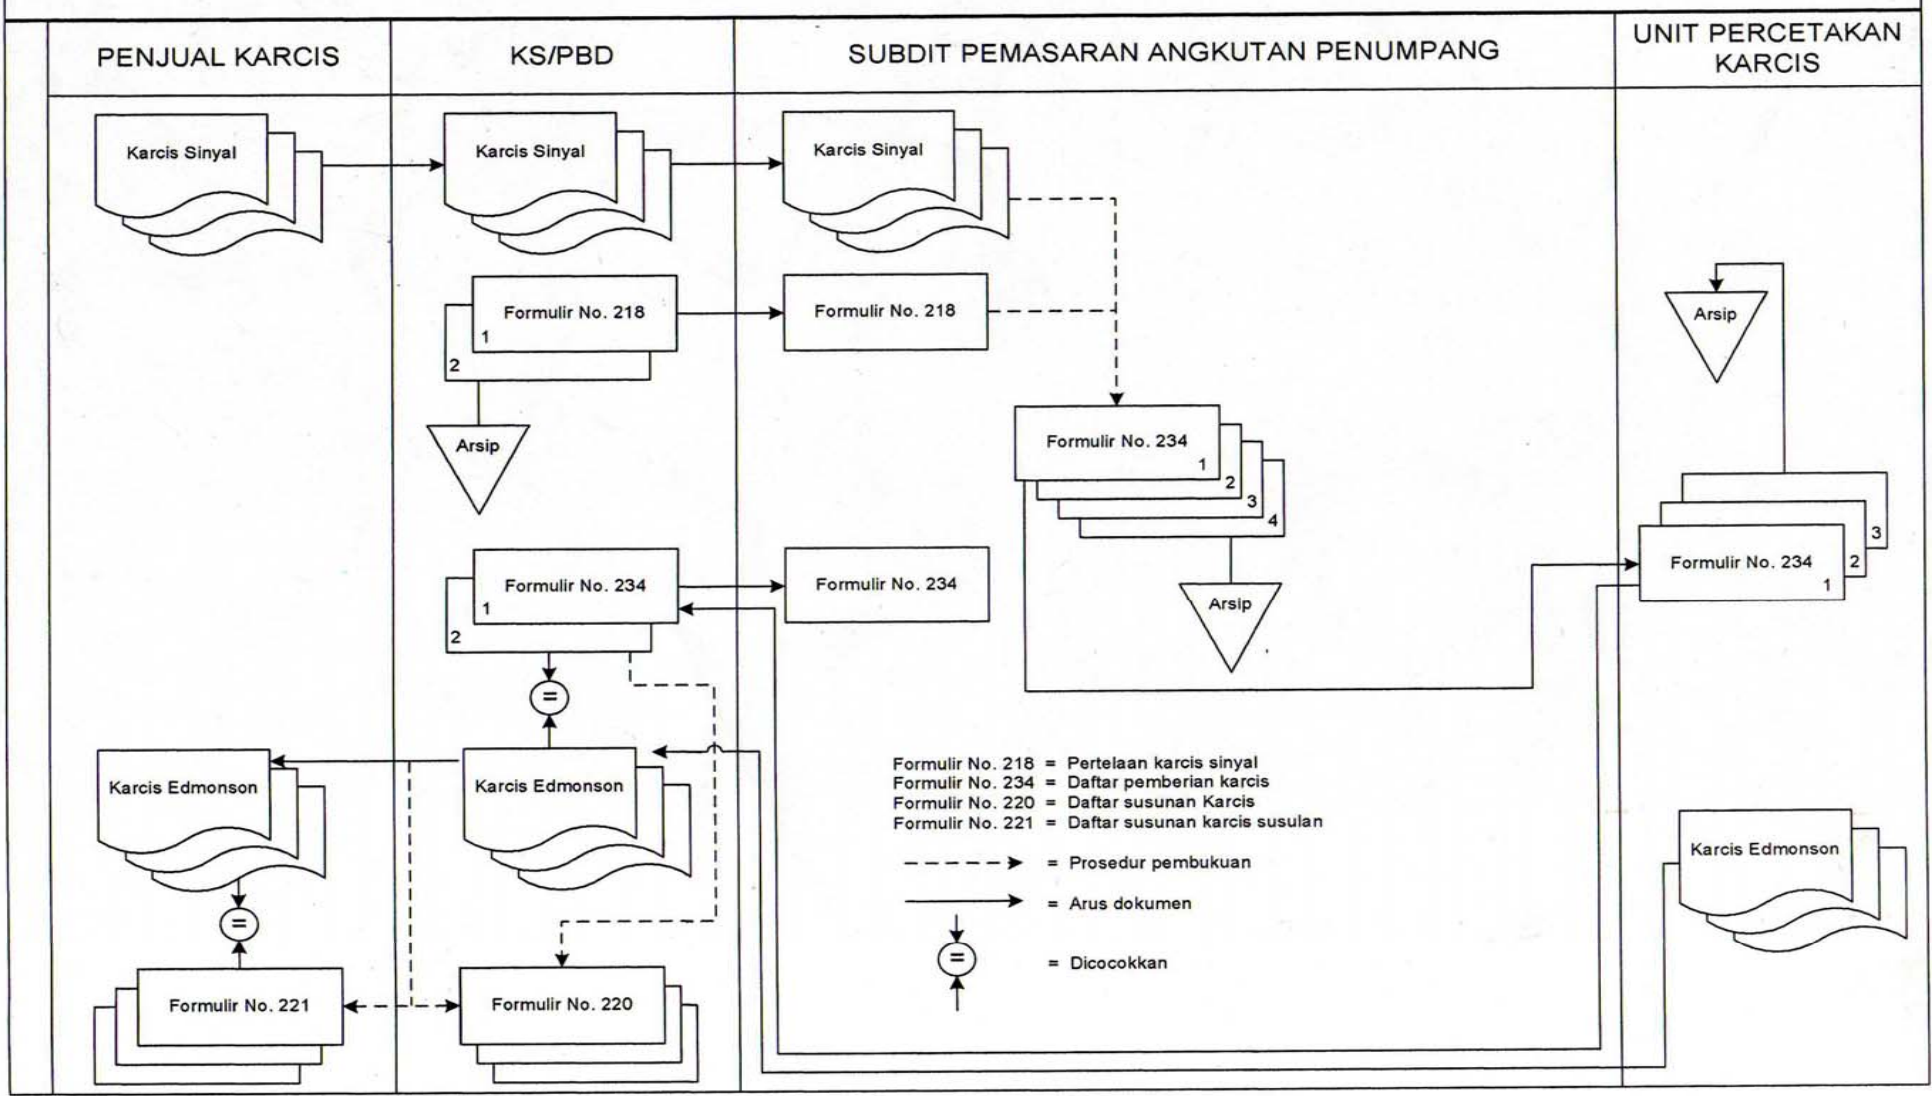 PENJUAL KARCIS
KS/PBD
SUBDIT PEMASARAN ANGKUTAN PENUMPANG
UNIT PERCETAKAN
KARCIS
Karcis Sinyal
Karcis Sinyal
Karcis Sinyal
Formulir No. 218
1
2
Formulir No. 218
Arsip
Arsip
Formulir No. 234
1
2
3
4
Arsip
3
2
Formulir No. 234
1
Formulir No. 234
1
2
Formulir No. 234
=
Karcis Edmonson
Karcis Edmonson
Formulir No. 218 = Pertelaan karcis sinyal
Formulir No. 234 = Daftar pemberian karcis
Formulir No. 220 = Daftar susunan Karcis
Formulir No. 221 = Daftar susunan karcis susulan
= Prosedur pembukuan
= Arus dokumen
= = Dicocokkan
Karcis Edmonson
=
Formulir No. 221
Formulir No. 220